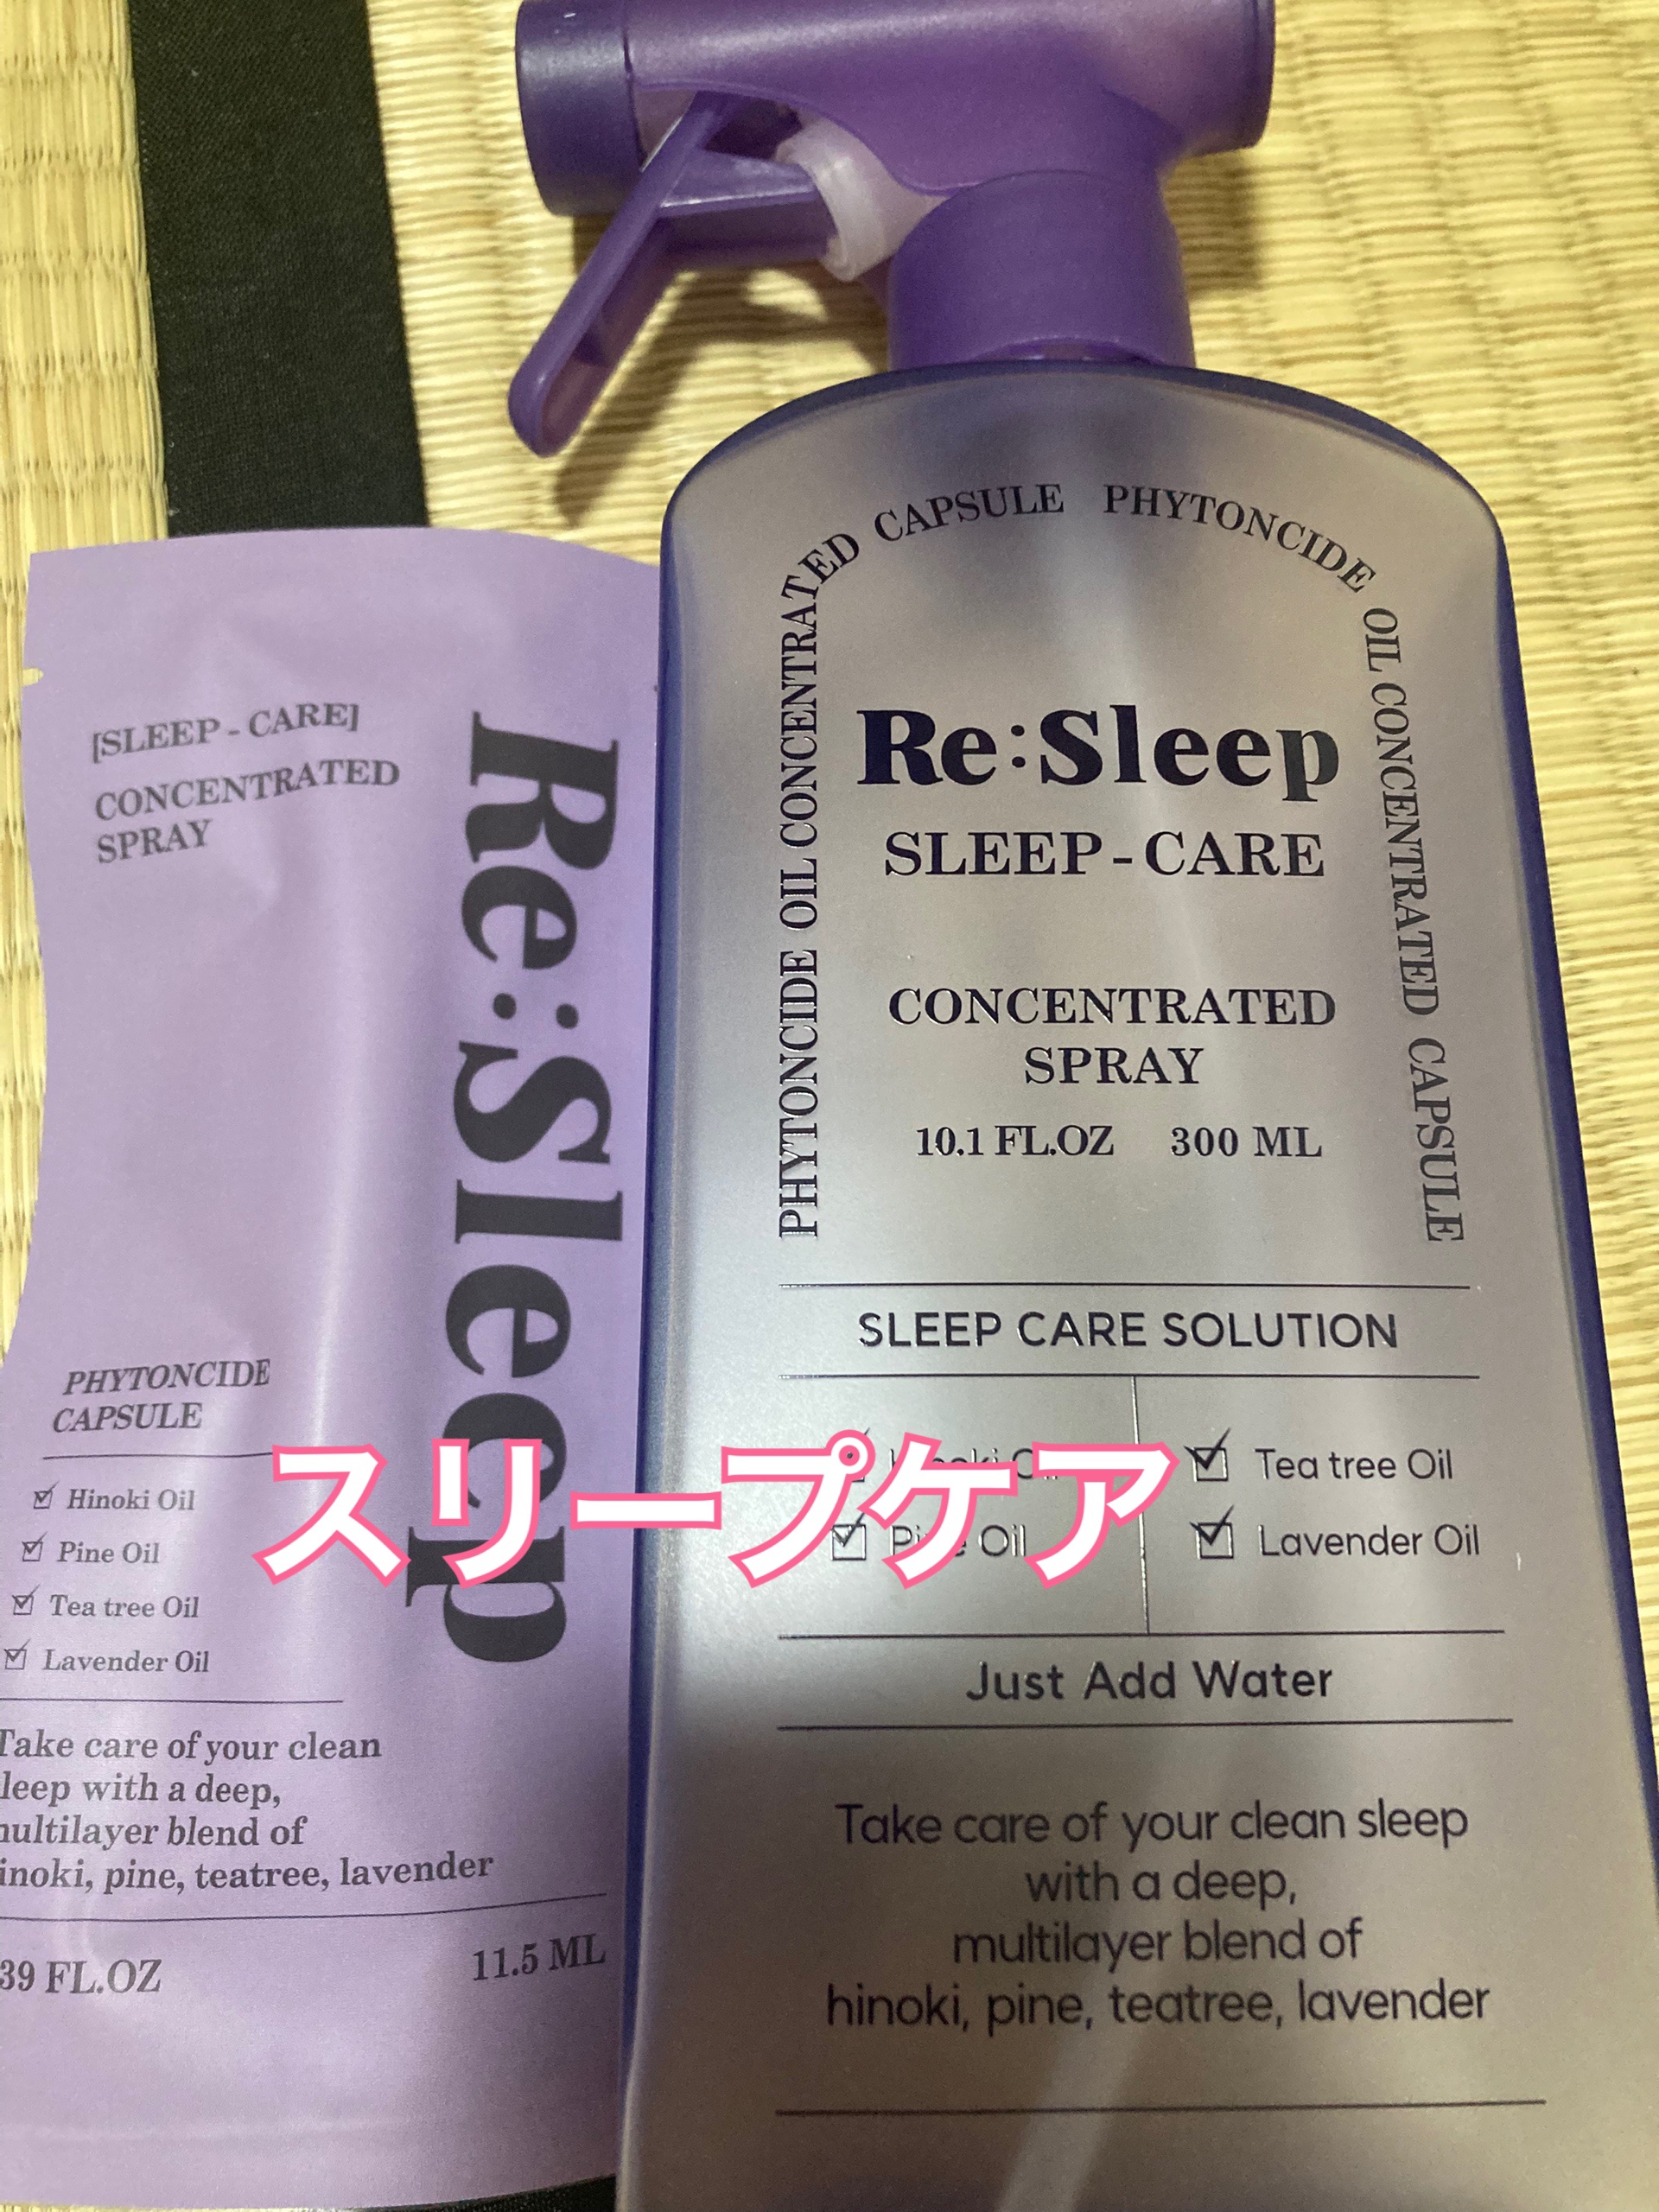 [SLEEP-CARE]
CONCENTRATED
SPRAY
Re:Sleep
PHYTONCIDE
CAPSULE
Hinoki Oil
Pine Oil
Tea tree Oil
Lavender Oil
Take care of your clean
leep with a deep,
ultilayer blend of
inoki, pine, teatree, lavender
39 FL.OZ 11.5 ML
PHYTONCIDE OIL CONCENTRATED CAPSULE PHYTONCIDE OIL CONCENTRATED CAPSULE
Re:Sleep
SLEEP-CARE
CONCENTRATED
SPRAY
10.1 FL.OZ 300 ML
SLEEP CARE SOLUTION
Tea tree Oil
Pine Oil Lavender Oil
スリープケア
Just Add Water
Take care of your clean sleep
with a deep,
multilayer blend of
hinoki, pine, teatree, lavender